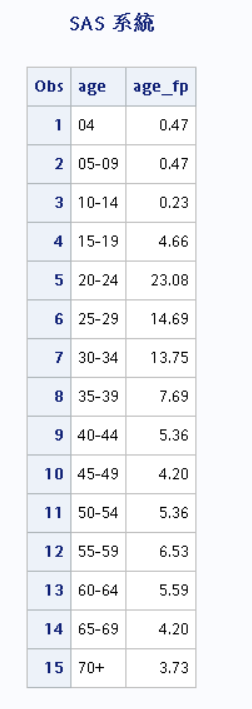 SAS 系統
Obs age age_fp
1 04 0.47
2 05-09 0.47
3 10-14 0.23
4 15-19 4.66
5 20-24 23.08
6 25-29 14.69
7 30-34 13.75
8 35-39 7.69
9 40-44 5.36
10 45-49 4.20
11 50-54 5.36
12 55-59 6.53
13 60-64 5.59
14 65-69 4.20
15 70+ 3.73